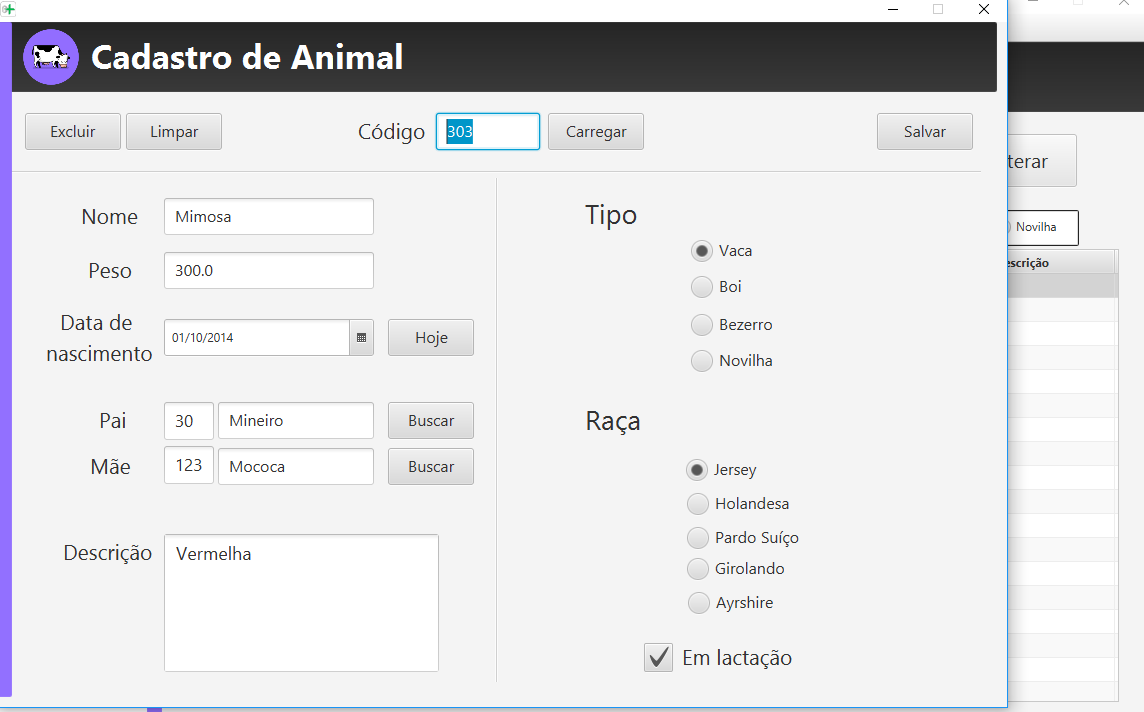 Cadastro de Animal
Excluir Limpar Código 303 Carregar Salvar
Nome Mimosa
Peso 300.0
Data de
nascimento
01/10/2014 Hoje
Pai 30 Mineiro Buscar
Mãe 123 Mococa Buscar
Descrição Vermelha
Tipo
Vaca
Boi
Bezerro
Novilha
Raça
Jersey
Holandesa
Pardo Suíço
Girolando
Ayrshire
Em lactação
terar
Novilha
escrição